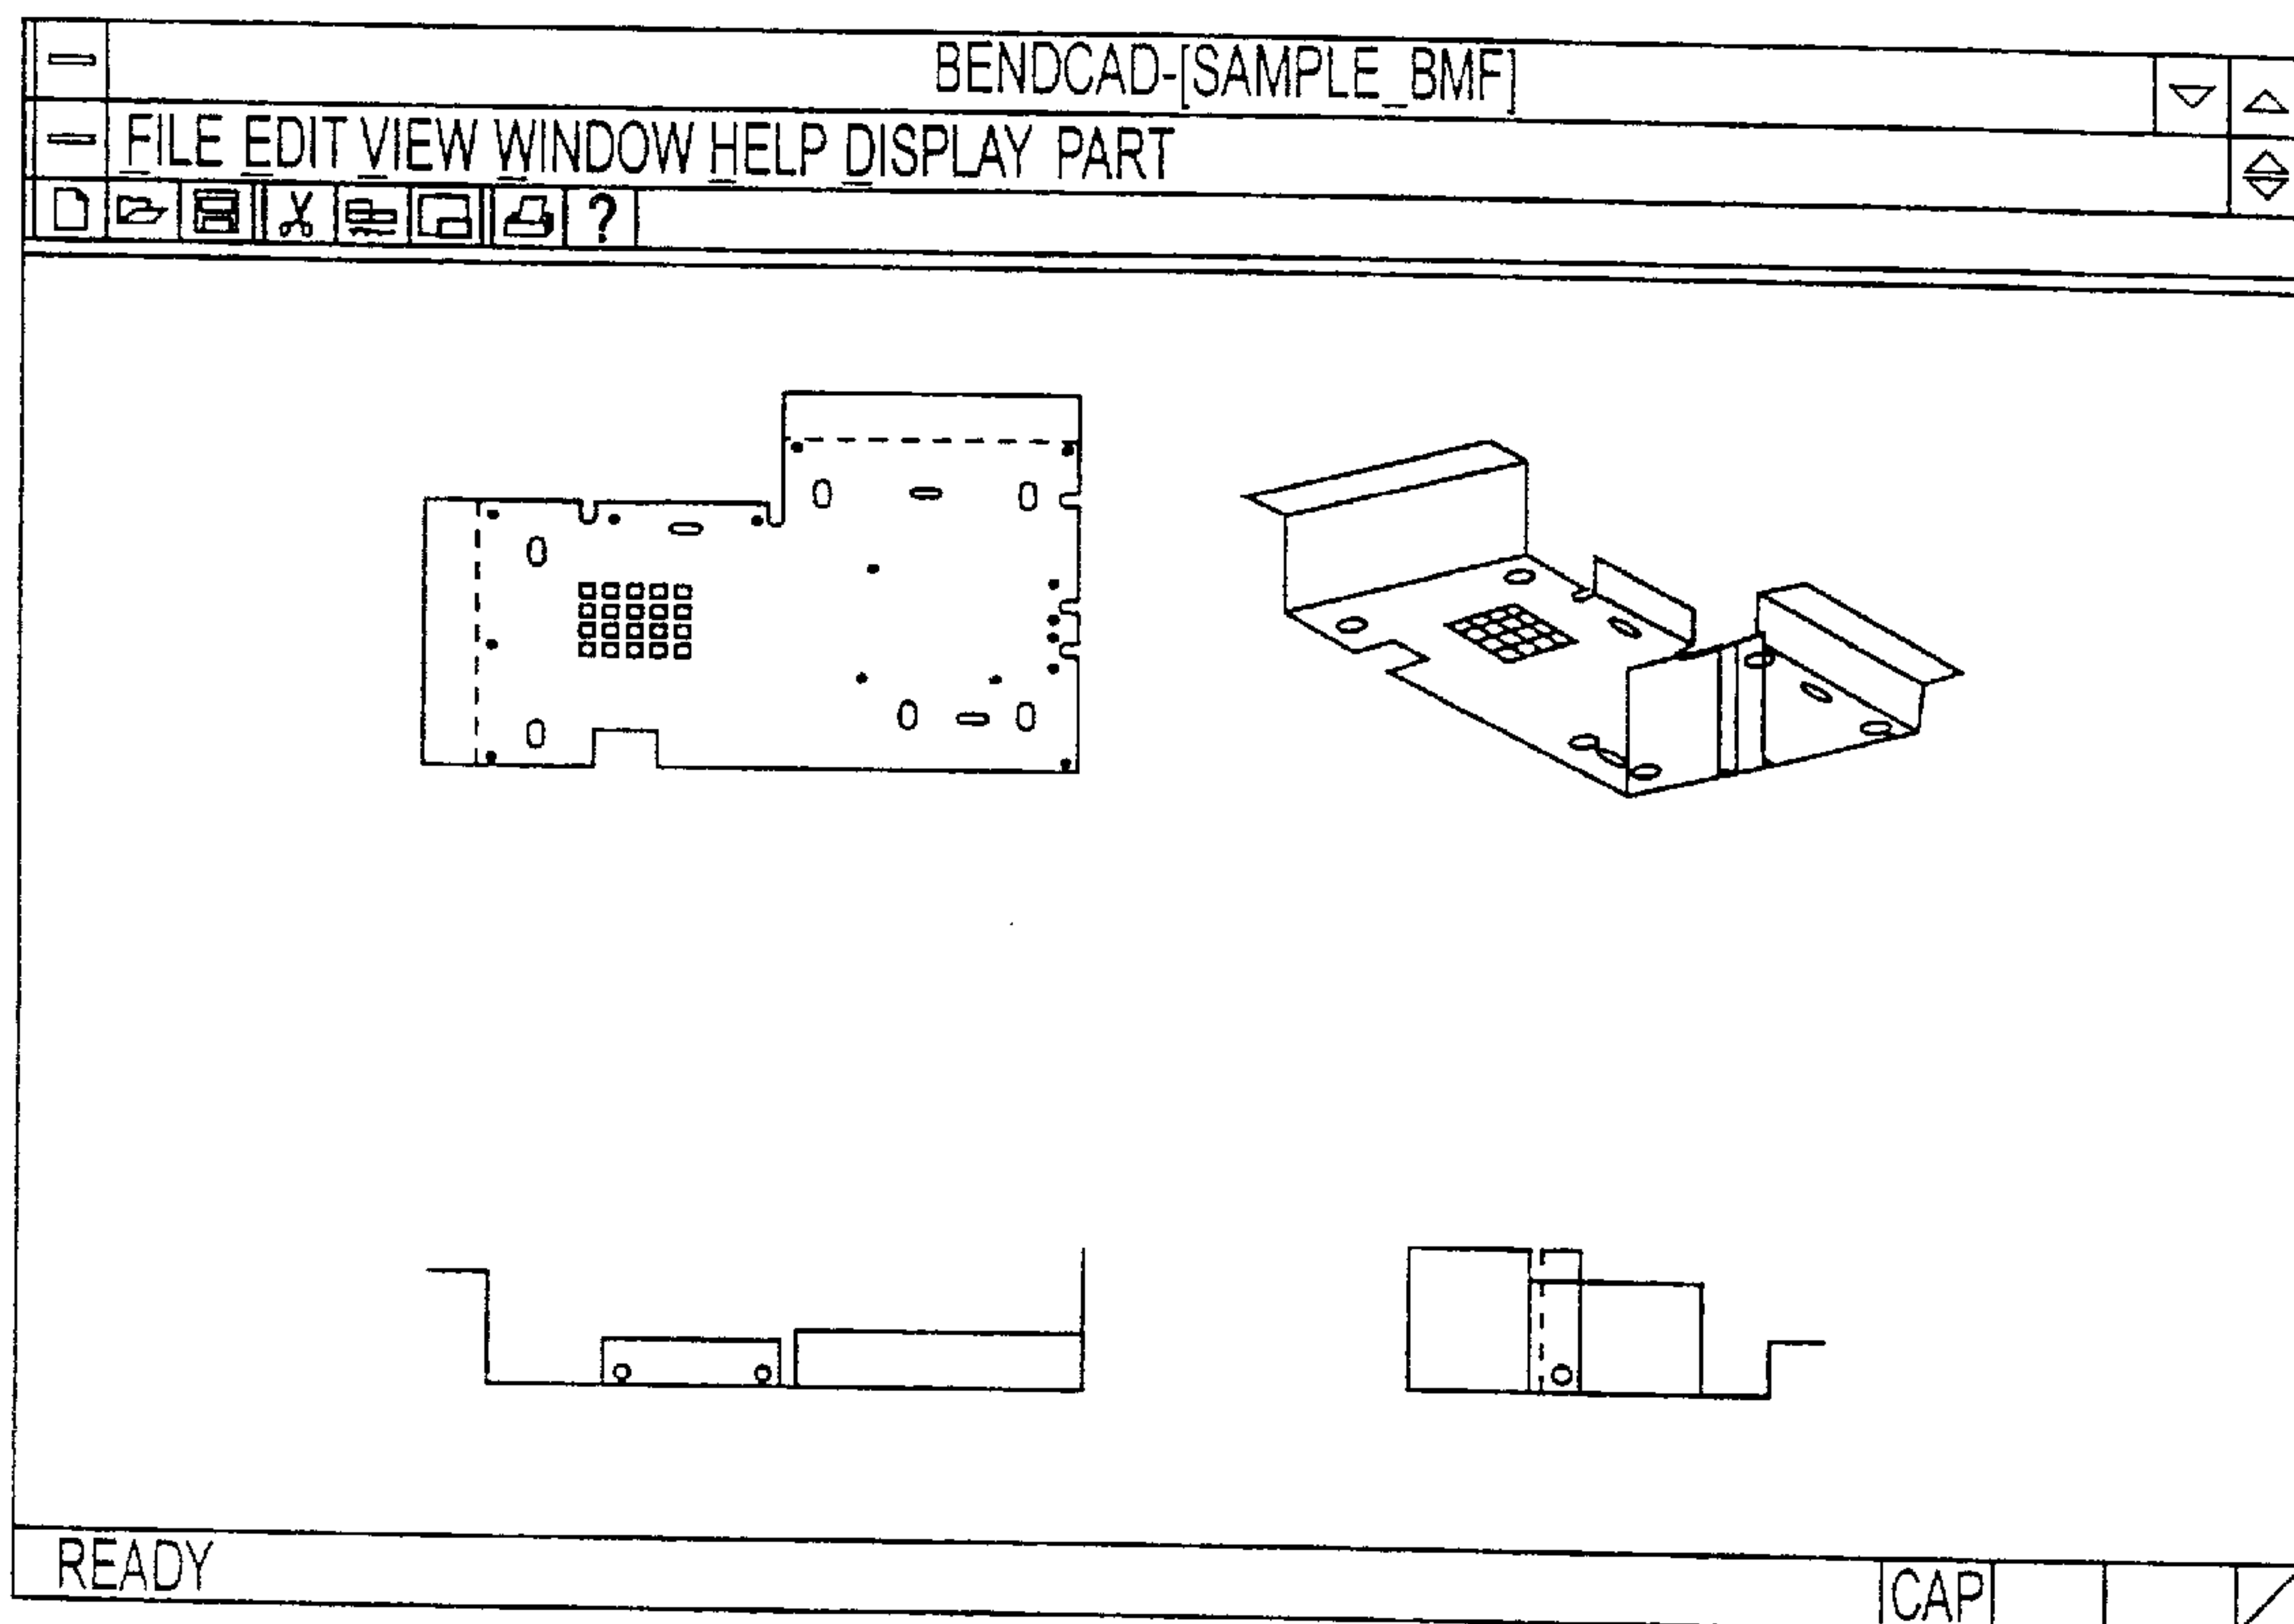 BENDCAD-[SAMPLE_BMF]
FILE EDIT VIEW WINDOW HELP DISPLAY PART
?
READY
CAP